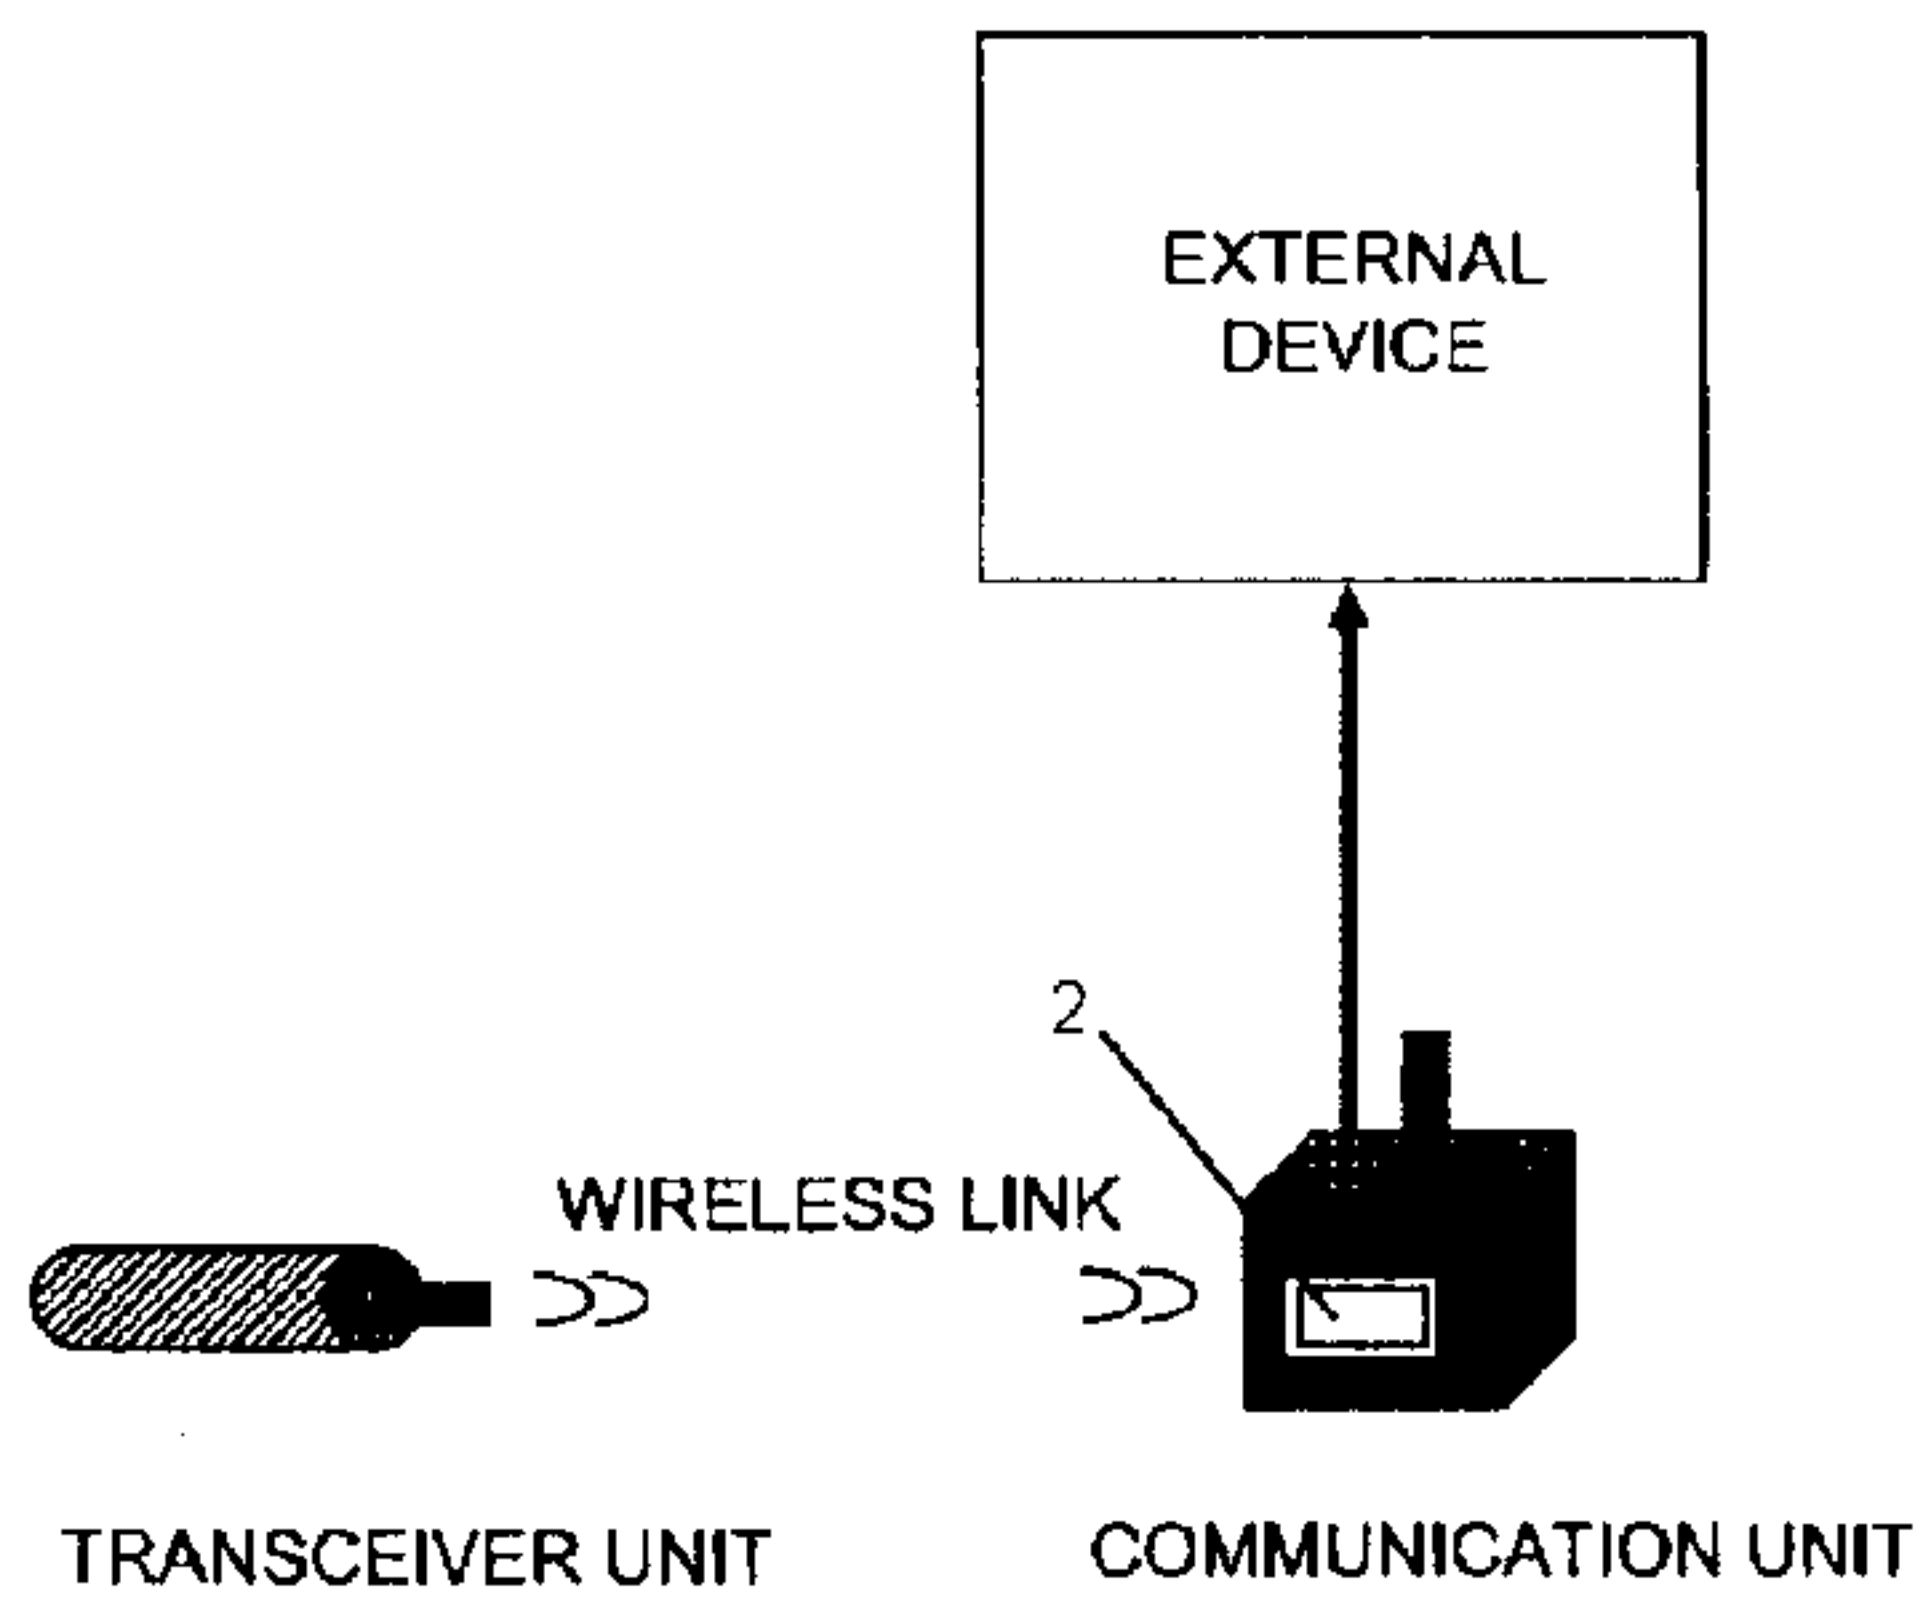 EXTERNAL
DEVICE
2
WIRELESS LINK
TRANSCEIVER UNIT
COMMUNICATION UNIT